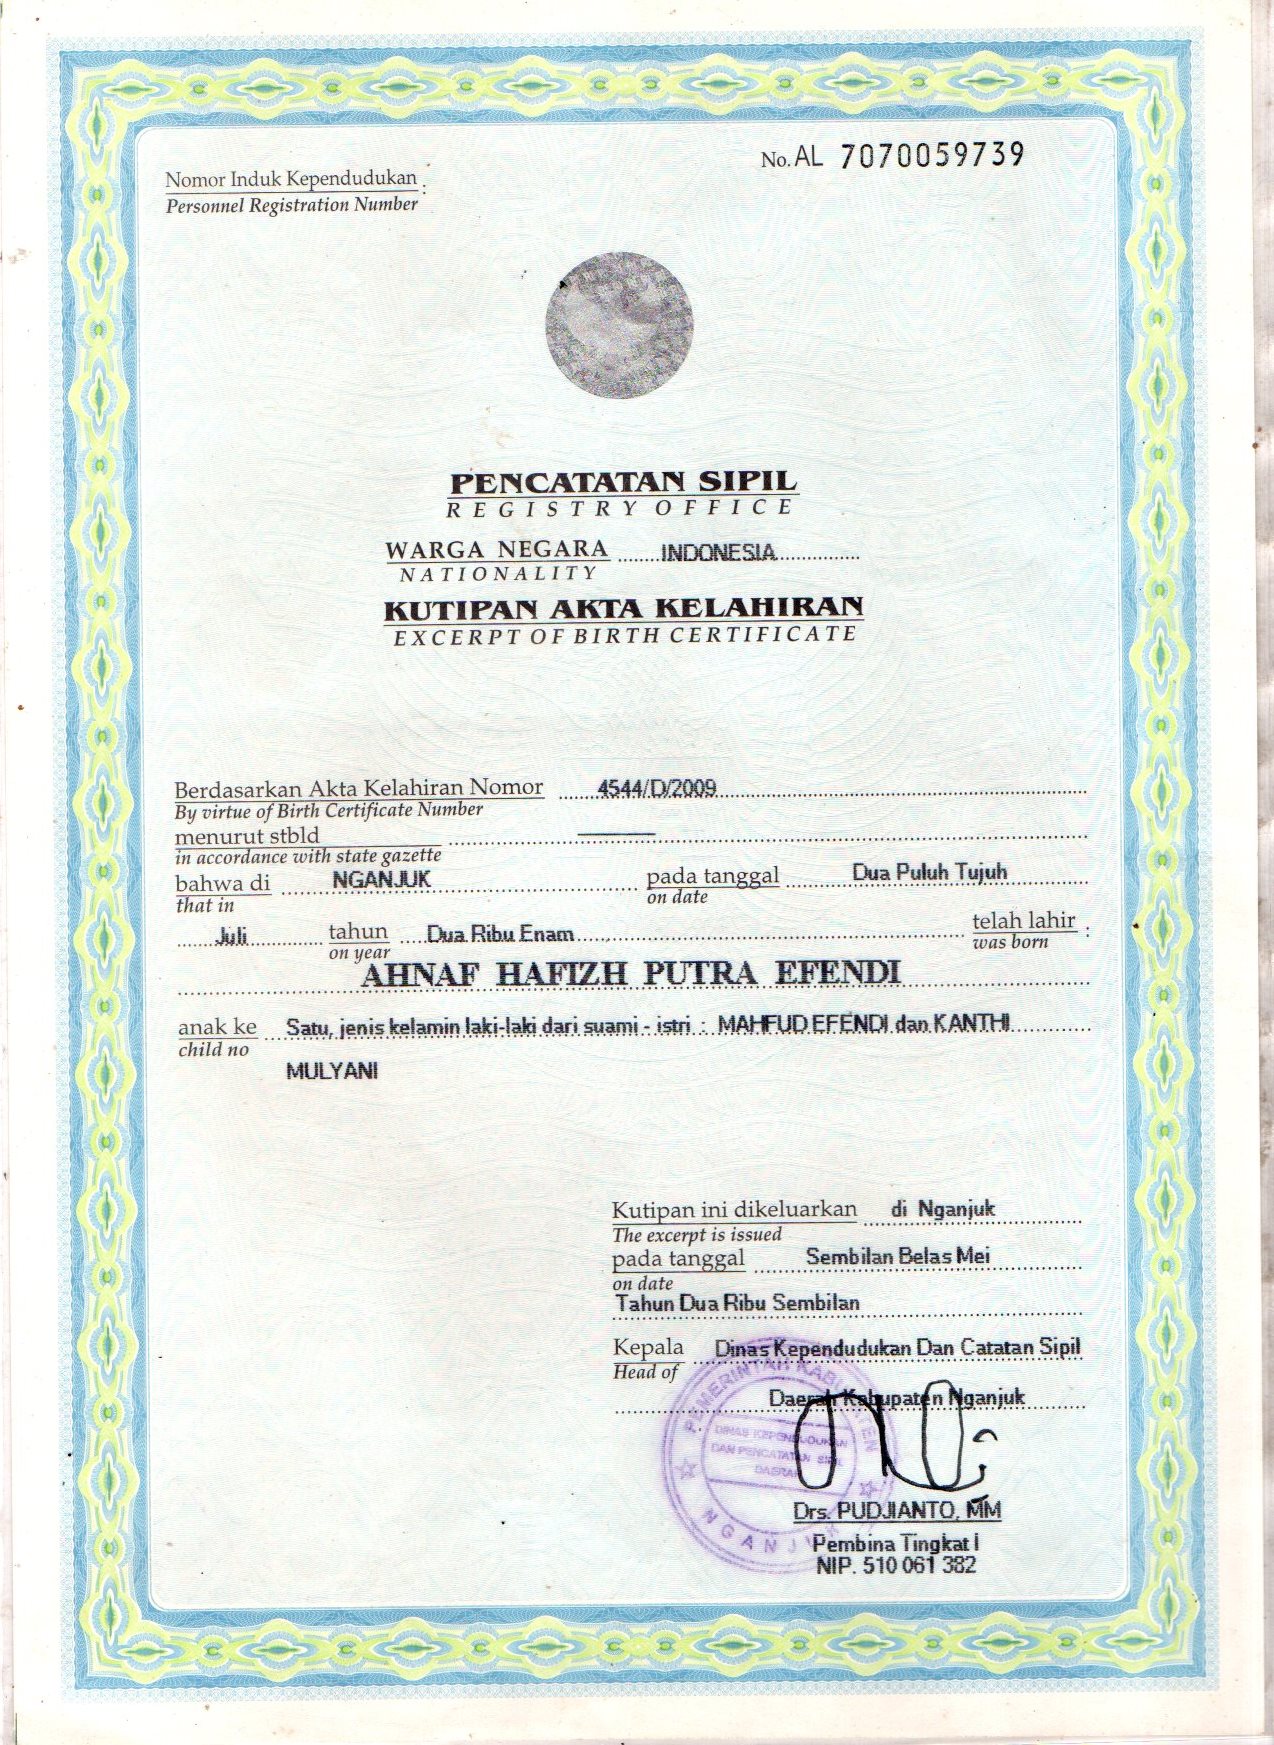 No. AL 7070059739
Nomor Induk Kependudukan :
Personnel Registration Number
PENCATATAN SIPIL
REGISTRY OFFICE
WARGA NEGARA INDONESIA
NATIONALITY
KUTIPAN AKTA KELAHIRAN
EXCERPT OF BIRTH CERTIFICATE
Berdasarkan Akta Kelahiran Nomor 4544/D/2009
By virtue of Birth Certificate Number
menurut stbld
in accordance with state gazette
bahwa di NGANJUK pada tanggal Dua Puluh Tujuh
that in on date
Juli tahun Dua Ribu Enam telah lahir :
on year was born
AHNAF HAFIZH PUTRA EFENDI
anak ke Satu, jenis kelamin laki-laki dari suami - istri : MAHFUD EFENDI dan KANTHI
child no
MULYANI
Kutipan ini dikeluarkan di Nganjuk
The excerpt is issued
pada tanggal Sembilan Belas Mei
on date
Tahun Dua Ribu Sembilan
Kepala Dinas Kependudukan Dan Catatan Sipil
Head of
Daerah Kabupaten Nganjuk
PEMERINTAH KABUPATEN
DINAS KEPENDUDUKAN
DAN PENCATATAN SIPIL
DAERAH
NGANJUK
Drs. PUDJIANTO, MM
Pembina Tingkat I
NIP. 510 061 382